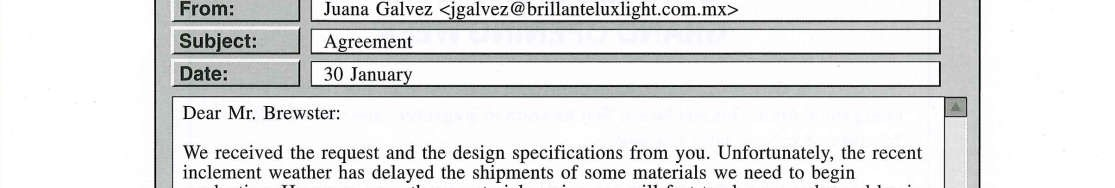 From: Juana Galvez <jgalvez@brillanteluxlight.com.mx>
Subject: Agreement
Date: 30 January
Dear Mr. Brewster:
We received the request and the design specifications from you. Unfortunately, the recent
inclement weather has delayed the shipments of some materials we need to begin